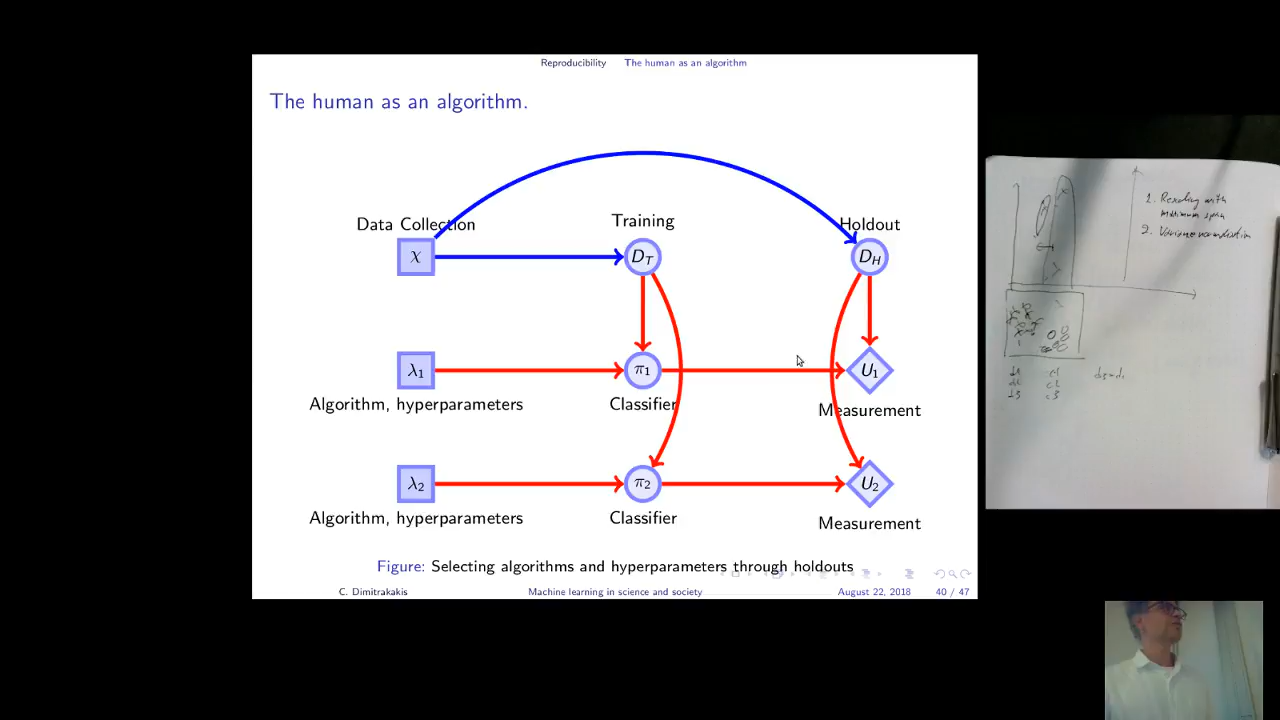 Reproducibility The human as an algorithm
The human as an algorithm.
Data Collection Training Holdout
χ D_T D_H
λ₁ π₁ U₁
Algorithm, hyperparameters Classifier Measurement
λ₂ π₂ U₂
Algorithm, hyperparameters Classifier Measurement
Figure: Selecting algorithms and hyperparameters through holdouts
C. Dimitrakakis Machine learning in science and society August 22, 2018 40 / 47
1.
with
2.